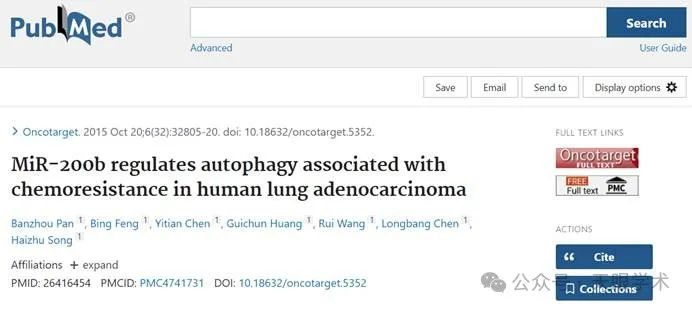 PubMed®
Search
Advanced
User Guide
Save
Email
Send to
Display options
> Oncotarget. 2015 Oct 20;6(32):32805-20. doi: 10.18632/oncotarget.5352.
MiR-200b regulates autophagy associated with
chemoresistance in human lung adenocarcinoma
Banzhou Pan 1, Bing Feng 1, Yitian Chen 1, Guichun Huang 1, Rui Wang 1, Longbang Chen 1,
Haizhu Song 1
Affiliations + expand
PMID: 26416454 PMCID: PMC4741731 DOI: 10.18632/oncotarget.5352
FULL TEXT LINKS
Oncotarget
FULL TEXT
FREE
Full text
PMC
ACTIONS
Cite
Collections
公众号 · 天眼学术